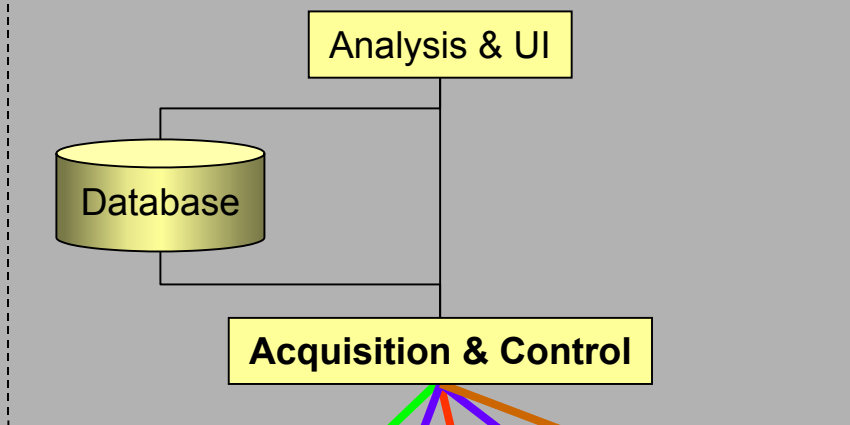 Analysis & UI
Database
Acquisition & Control